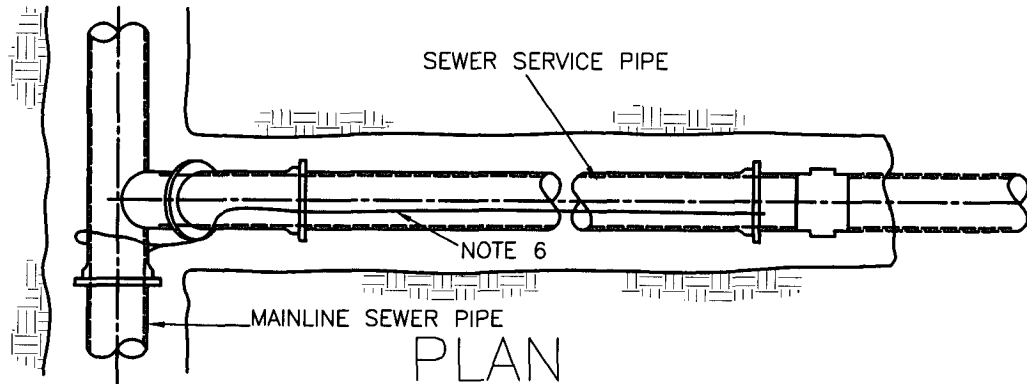 SEWER SERVICE PIPE
NOTE 6
MAINLINE SEWER PIPE
PLAN